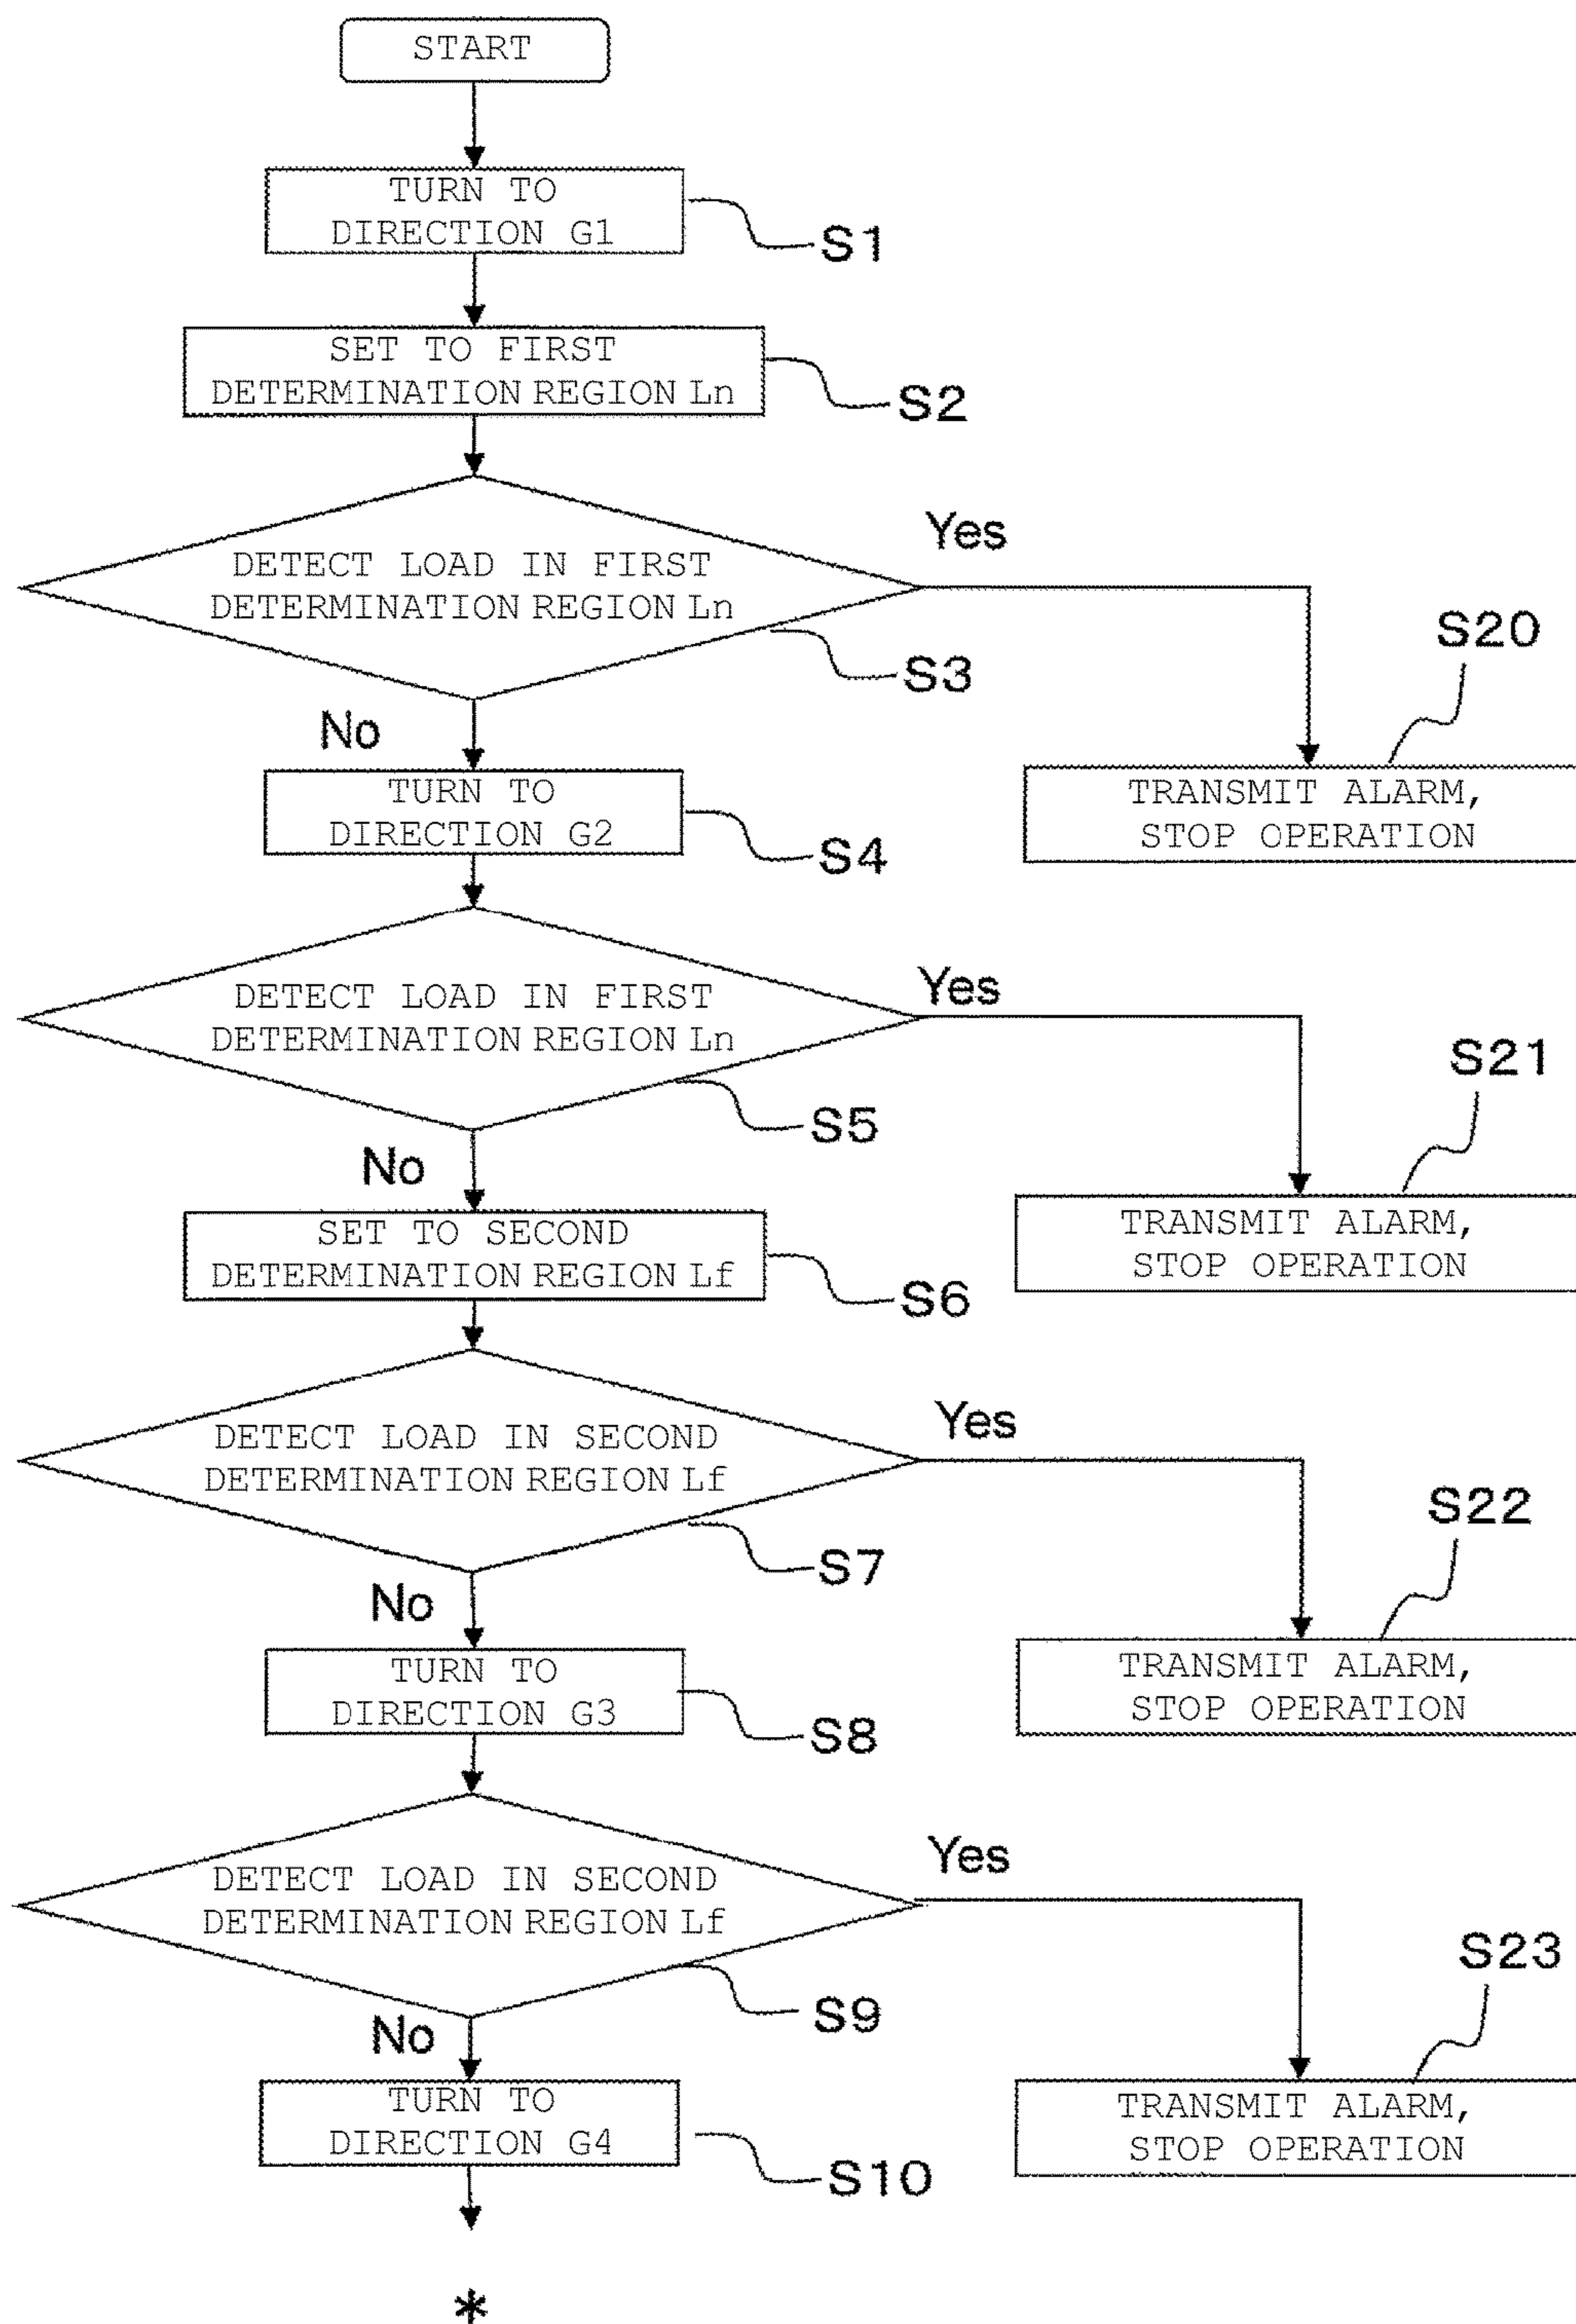 START
TURN TO
DIRECTION G1
S1
SET TO FIRST
DETERMINATION REGION Ln
S2
Yes
DETECT LOAD IN FIRST
DETERMINATION REGION Ln
S3
S20
No
TURN TO
DIRECTION G2
S4
TRANSMIT ALARM,
STOP OPERATION
Yes
DETECT LOAD IN FIRST
DETERMINATION REGION Ln
S5
S21
No
SET TO SECOND
DETERMINATION REGION Lf
S6
TRANSMIT ALARM,
STOP OPERATION
Yes
DETECT LOAD IN SECOND
DETERMINATION REGION Lf
S7
S22
No
TURN TO
DIRECTION G3
S8
TRANSMIT ALARM,
STOP OPERATION
Yes
DETECT LOAD IN SECOND
DETERMINATION REGION Lf
S9
S23
No
TURN TO
DIRECTION G4
S10
TRANSMIT ALARM,
STOP OPERATION
*